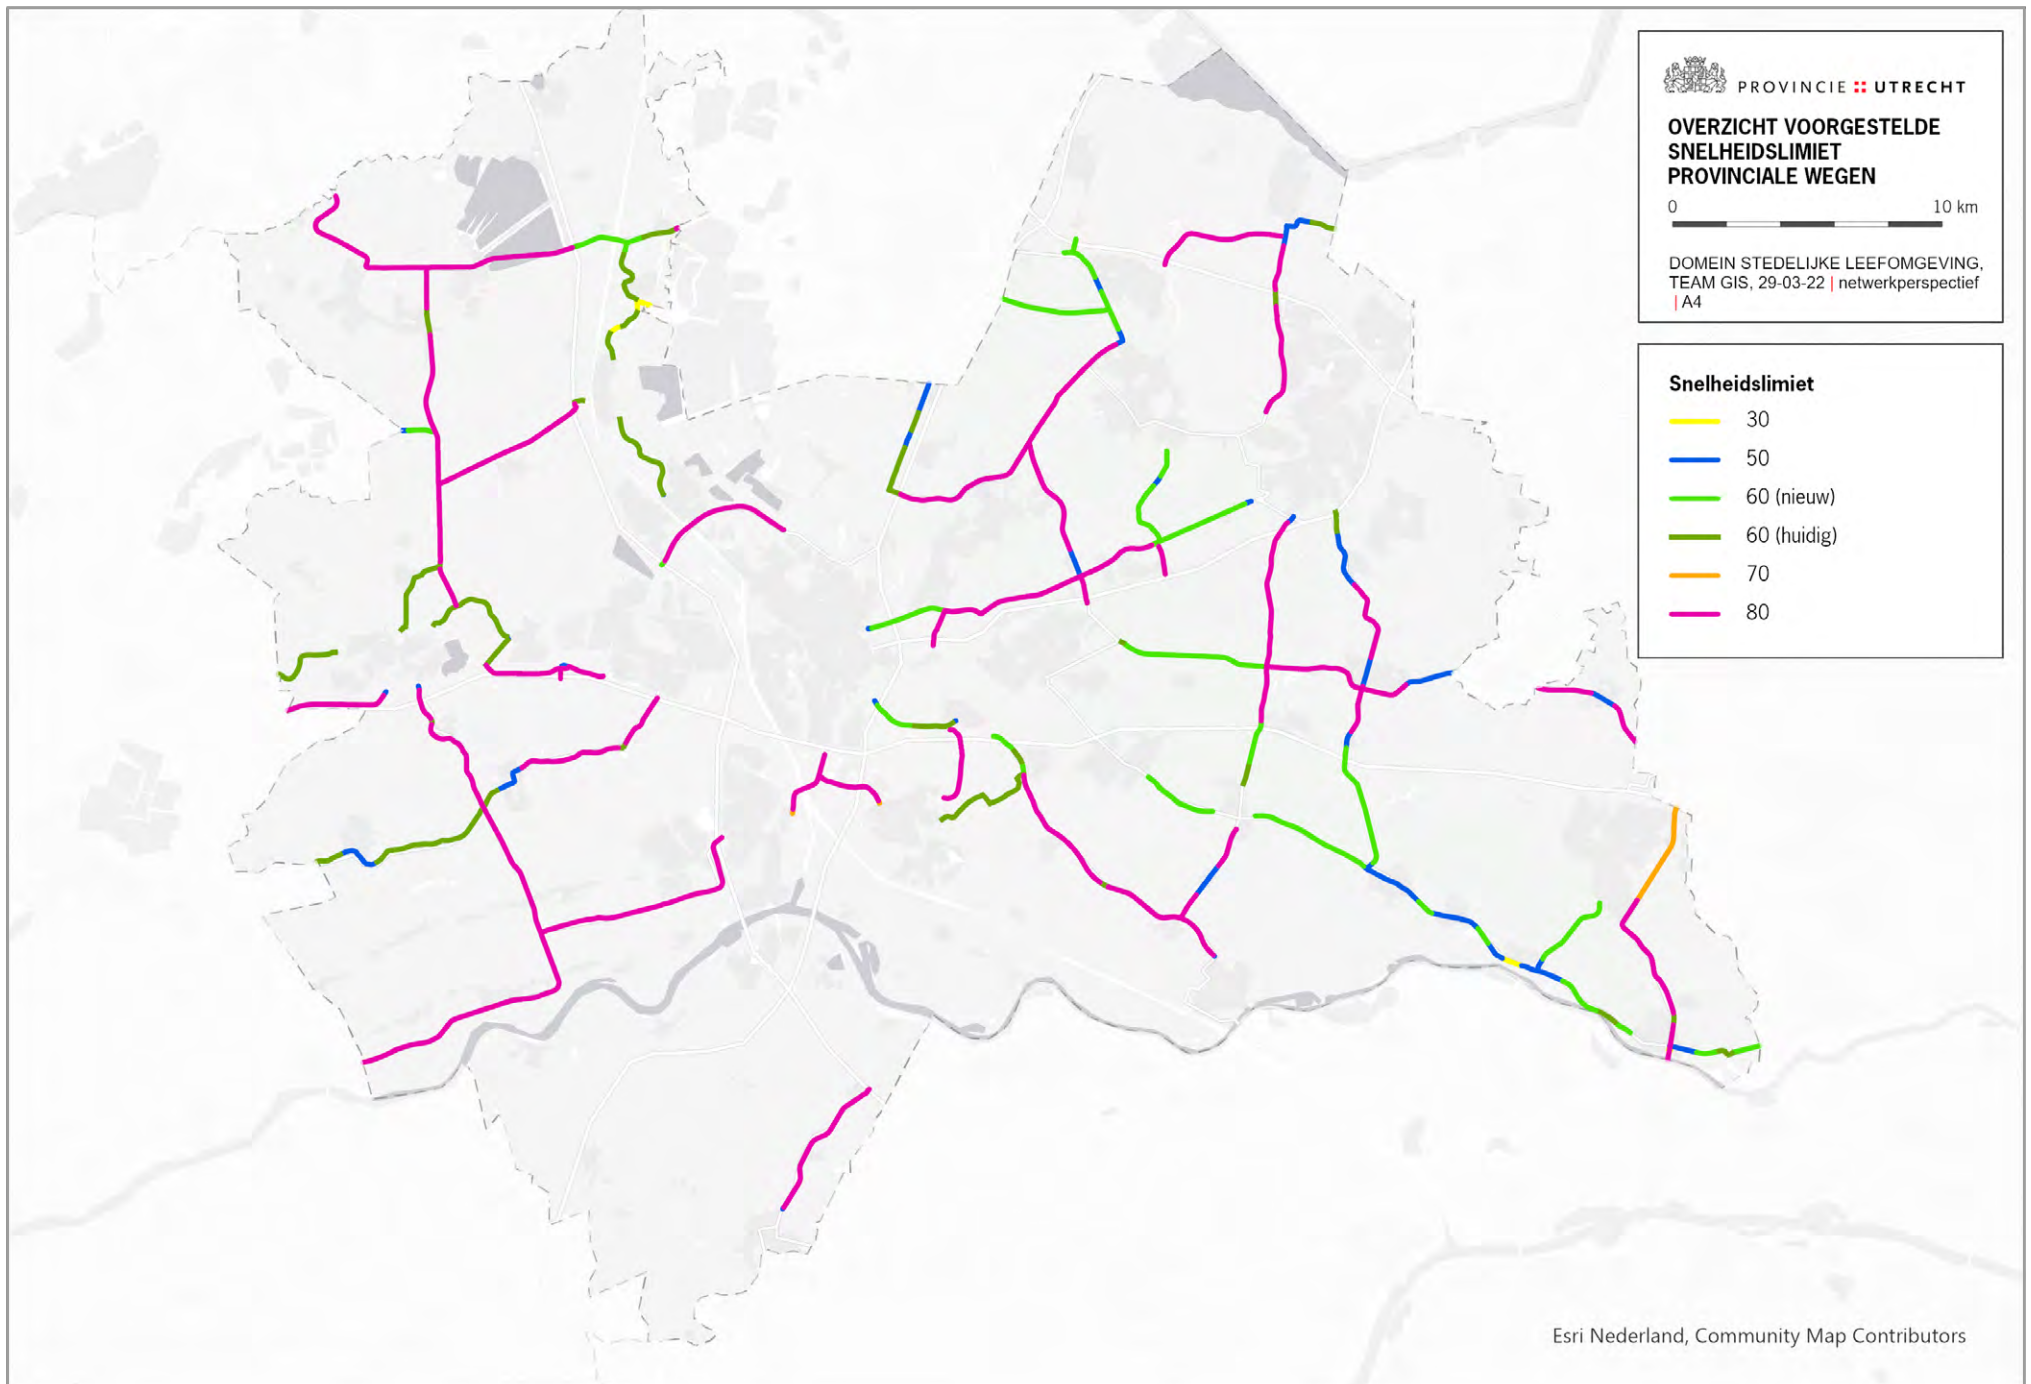 PROVINCIE UTRECHT
OVERZICHT VOORGESTELDE
SNELHEIDSLIMIET
PROVINCIALE WEGEN
0 10 km
DOMEIN STEDELIJKE LEEFOMGEVING,
TEAM GIS, 29-03-22 | netwerkperspectief
| A4
Snelheidslimiet
30
50
60 (nieuw)
60 (huidig)
70
80
Esri Nederland, Community Map Contributors